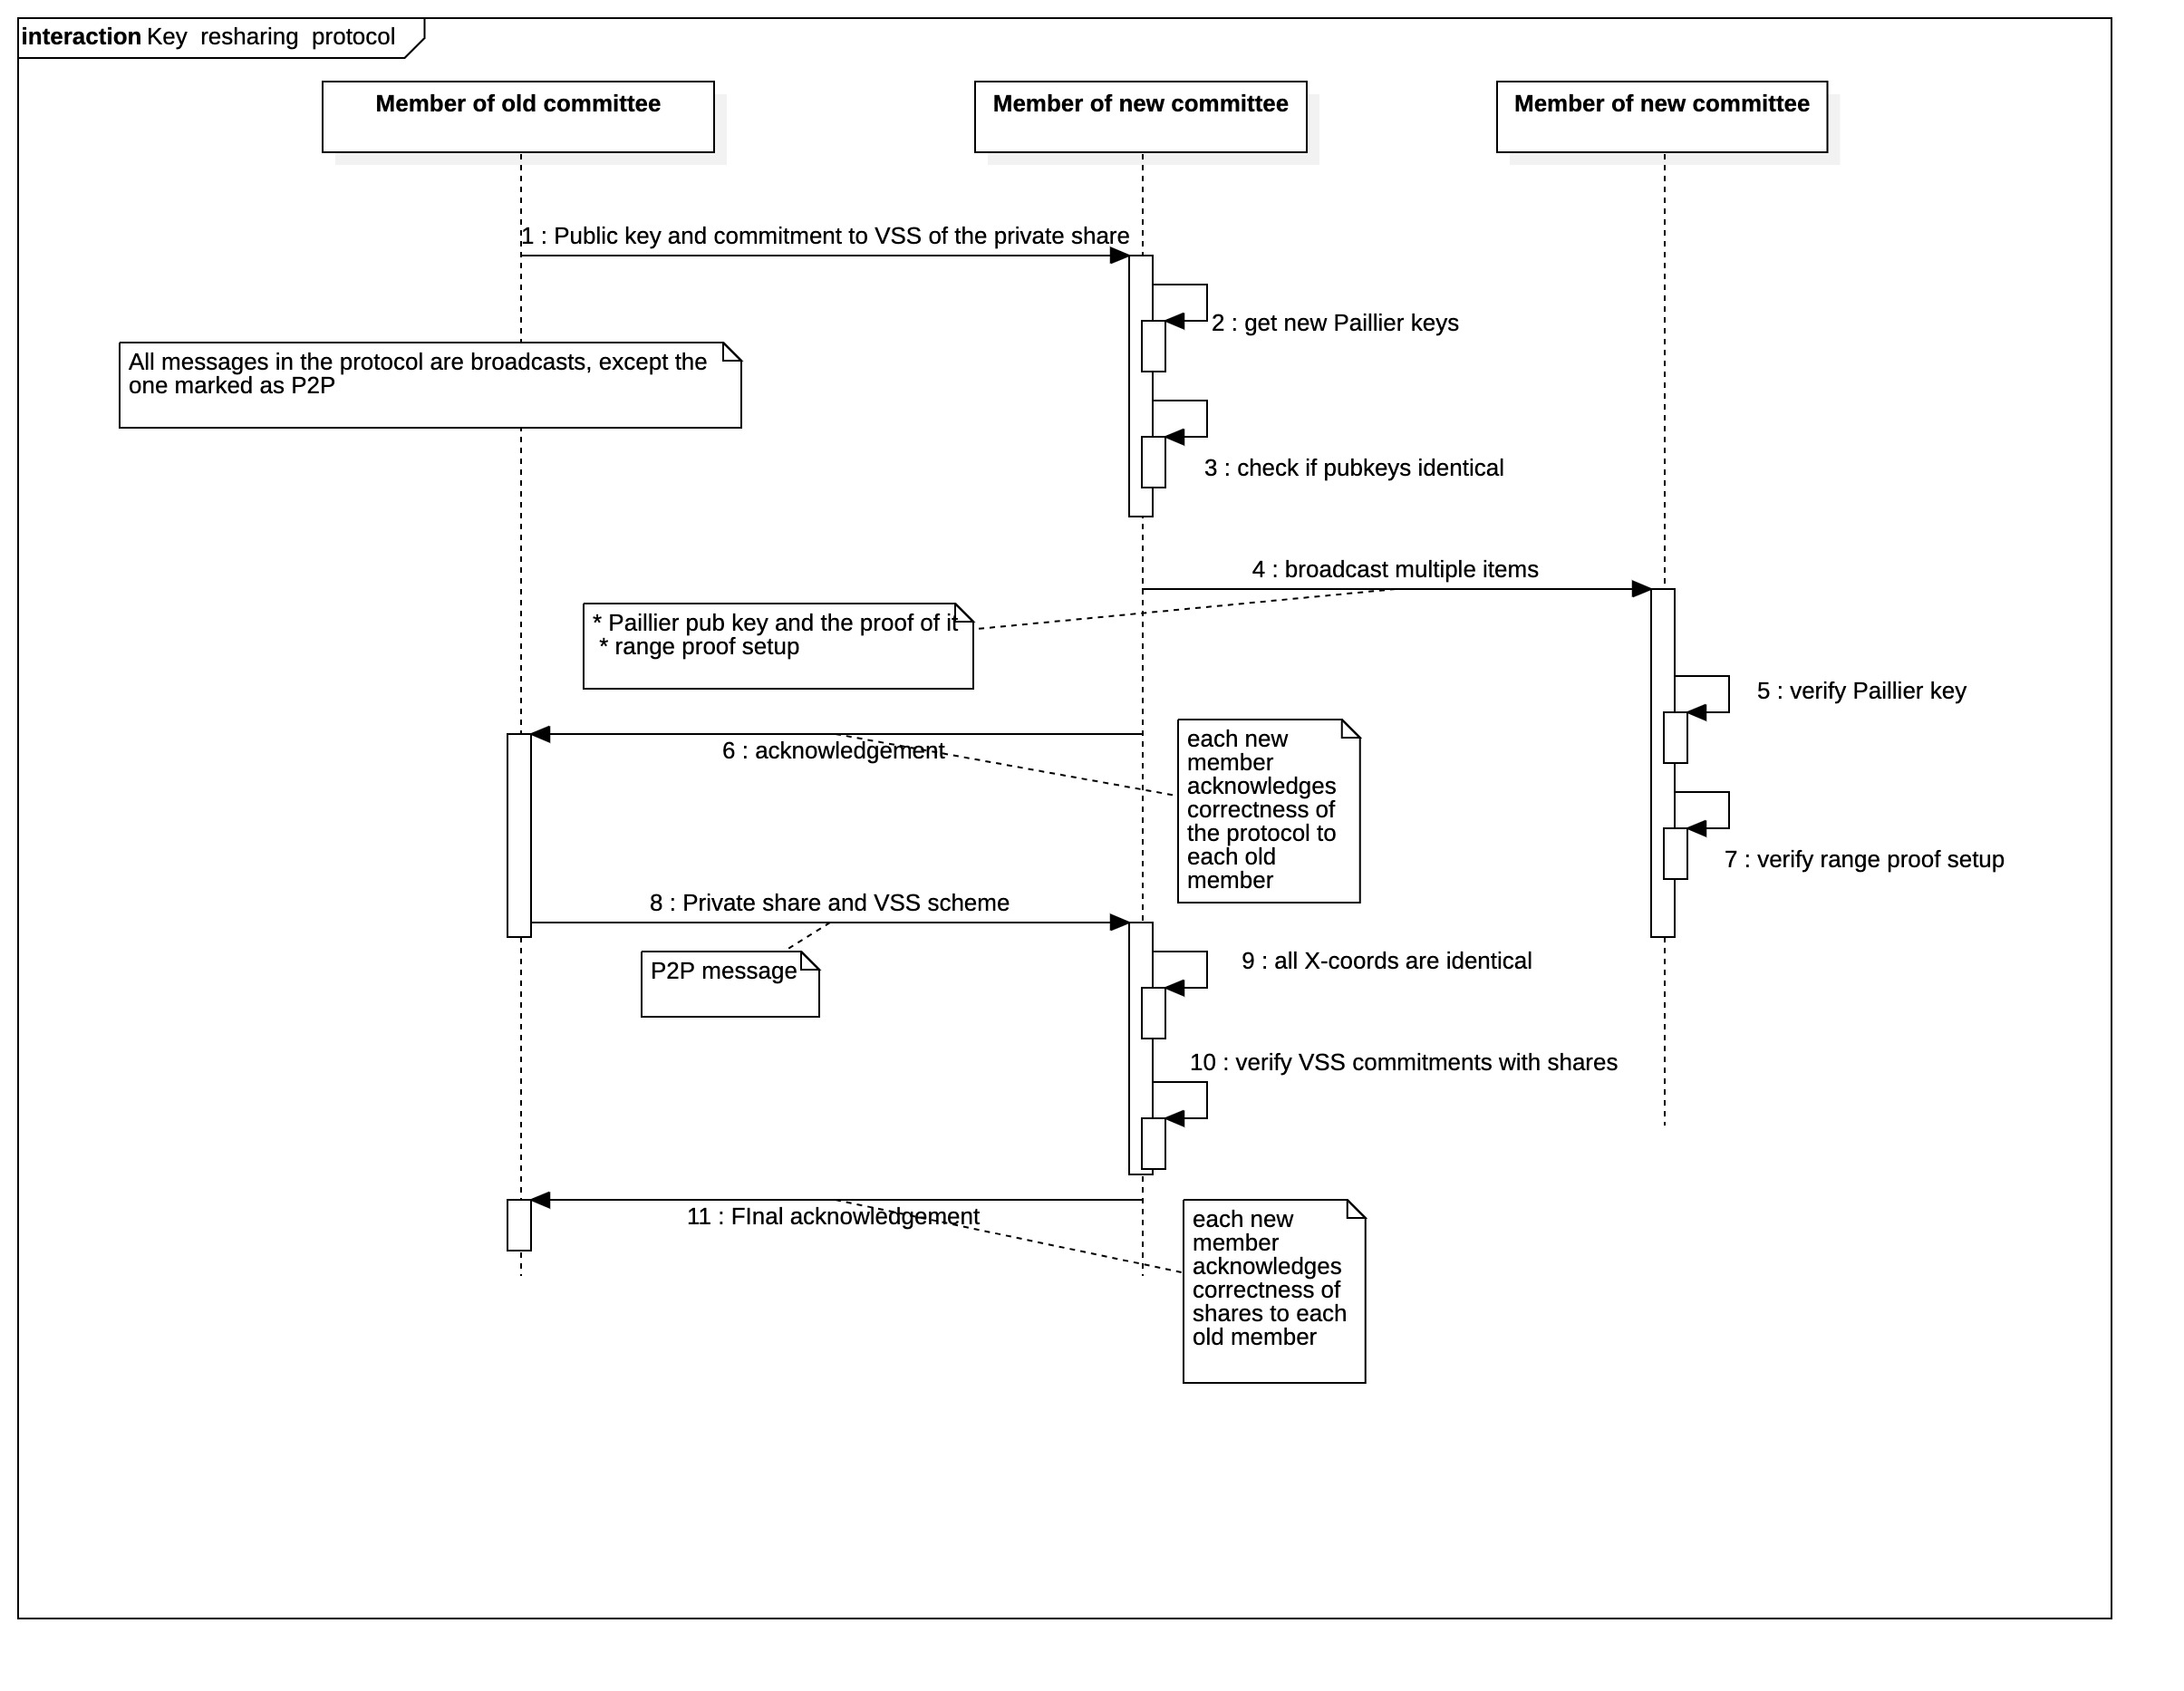 interaction Key resharing protocol
Member of old committee
Member of new committee
Member of new committee
1 : Public key and commitment to VSS of the private share
2 : get new Paillier keys
All messages in the protocol are broadcasts, except the
one marked as P2P
3 : check if pubkeys identical
4 : broadcast multiple items
* Paillier pub key and the proof of it
* range proof setup
5 : verify Paillier key
6 : acknowledgement
each new
member
acknowledges
correctness of
the protocol to
each old
member
7 : verify range proof setup
8 : Private share and VSS scheme
P2P message
9 : all X-coords are identical
10 : verify VSS commitments with shares
11 : FInal acknowledgement
each new
member
acknowledges
correctness of
shares to each
old member